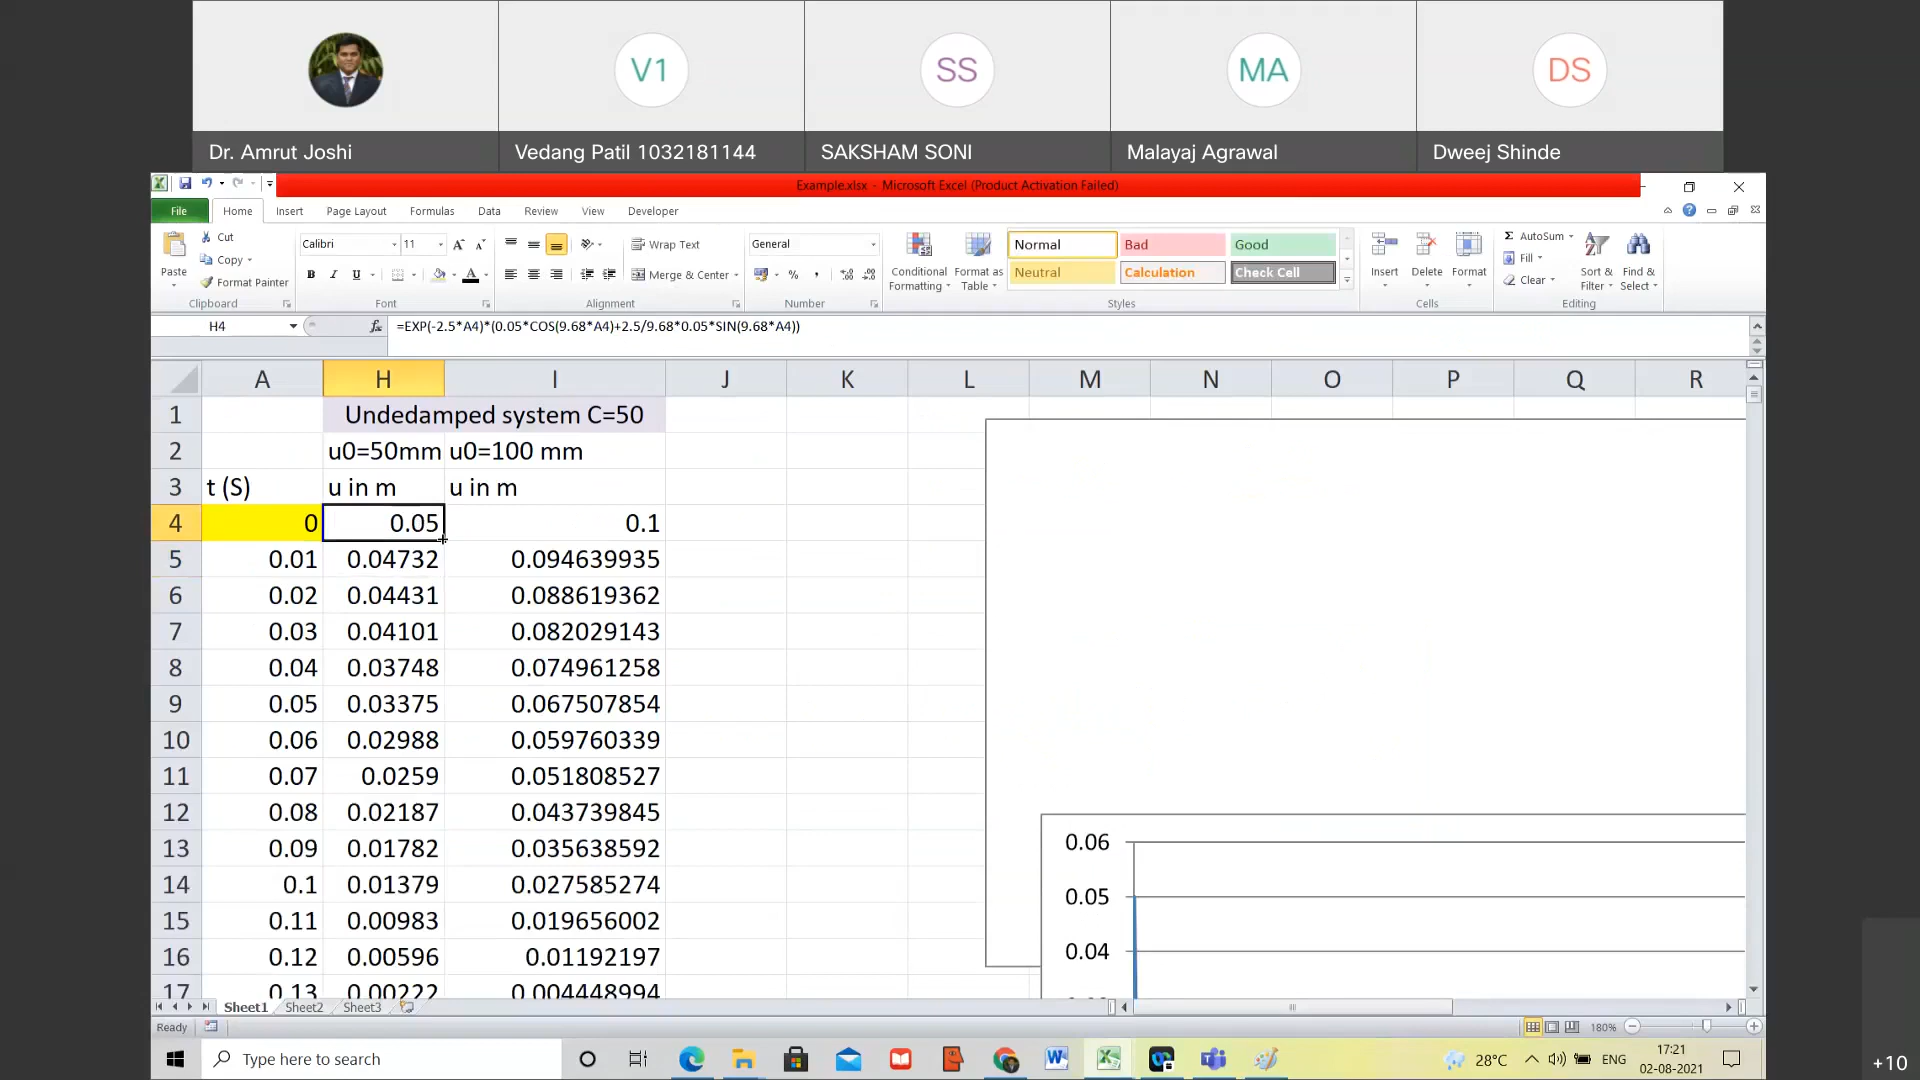 V1
SS
MA
DS
Dr. Amrut Joshi
Vedang Patil 1032181144
SAKSHAM SONI
Malayaj Agrawal
Dweej Shinde
Example.xlsx - Microsoft Excel (Product Activation Failed)
File Home Insert Page Layout Formulas Data Review View Developer
Paste
Cut
Copy
Format Painter
Clipboard
Calibri 11
B I U
Font
Wrap Text
Merge & Center
Alignment
General
Number
Conditional Formatting
Format as Table
Normal Bad Good
Neutral Calculation Check Cell
Styles
Insert Delete Format
Cells
AutoSum
Fill
Clear
Sort & Filter
Find & Select
Editing
H4 fx =EXP(-2.5*A4)*(0.05*COS(9.68*A4)+2.5/9.68*0.05*SIN(9.68*A4))
A H I J K L M N O P Q R
1 Undedamped system C=50
2 u0=50mm u0=100 mm
3 t (S) u in m u in m
4 0 0.05 0.1
5 0.01 0.04732 0.094639935
6 0.02 0.04431 0.088619362
7 0.03 0.04101 0.082029143
8 0.04 0.03748 0.074961258
9 0.05 0.03375 0.067507854
10 0.06 0.02988 0.059760339
11 0.07 0.0259 0.051808527
12 0.08 0.02187 0.043739845
13 0.09 0.01782 0.035638592
14 0.1 0.01379 0.027585274
15 0.11 0.00983 0.019656002
16 0.12 0.00596 0.01192197
17 0.13 0.00222 0.004448994
0.06
0.05
0.04
Sheet1 Sheet2 Sheet3
Ready
180%
Type here to search
28°C
ENG
17:21
02-08-2021
+10